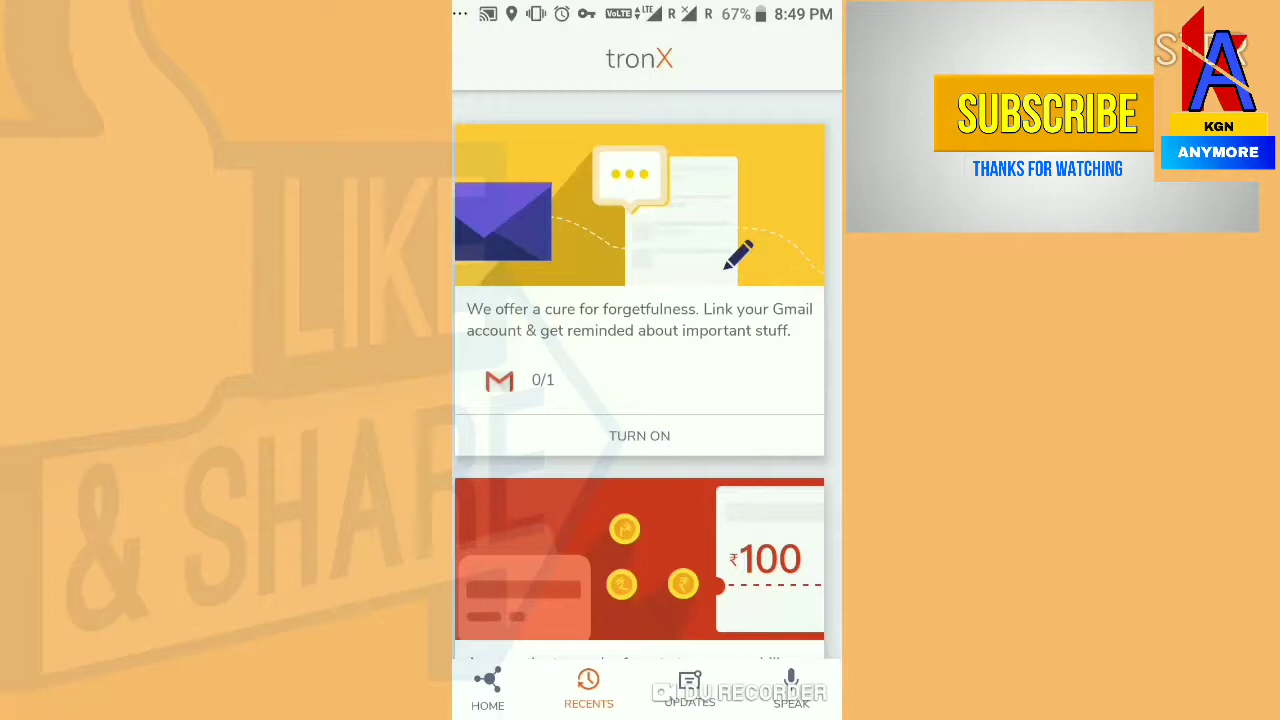 VoLTE LTE R R 67% 8:49 PM
tronX
We offer a cure for forgetfulness. Link your Gmail
account & get reminded about important stuff.
0/1
TURN ON
₹100
HOME
RECENTS
UPDATES
SPEAK
DU RECORDER
SUBSCRIBE
THANKS FOR WATCHING
A
KGN
ANYMORE
LIKE
& SHARE